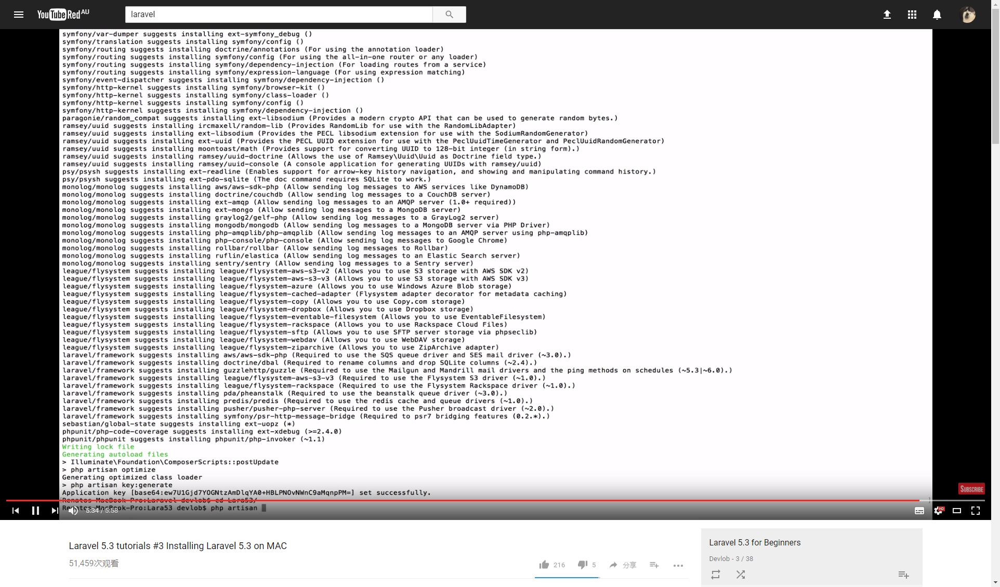 YouTube Red AU
laravel
symfony/var-dumper suggests installing ext-symfony_debug ()
symfony/translation suggests installing symfony/config ()
symfony/routing suggests installing doctrine/annotations (For using the annotation loader)
symfony/routing suggests installing symfony/config (For using the all-in-one router or any loader)
symfony/routing suggests installing symfony/dependency-injection (For loading routes from a service)
symfony/routing suggests installing symfony/expression-language (For using expression matching)
symfony/event-dispatcher suggests installing symfony/dependency-injection ()
symfony/http-kernel suggests installing symfony/browser-kit ()
symfony/http-kernel suggests installing symfony/class-loader ()
symfony/http-kernel suggests installing symfony/config ()
symfony/http-kernel suggests installing symfony/dependency-injection ()
paragonie/random_compat suggests installing ext-libsodium (Provides a modern crypto API that can be used to generate random bytes.)
ramsey/uuid suggests installing ircmaxell/random-lib (Provides RandomLib for use with the RandomLibAdapter)
ramsey/uuid suggests installing ext-libsodium (Provides the PECL libsodium extension for use with the SodiumRandomGenerator)
ramsey/uuid suggests installing ext-uuid (Provides the PECL UUID extension for use with the PeclUuidTimeGenerator and PeclUuidRandomGenerator)
ramsey/uuid suggests installing moontoast/math (Provides support for converting UUID to 128-bit integer (in string form).)
ramsey/uuid suggests installing ramsey/uuid-doctrine (Allows the use of Ramsey\Uuid\Uuid as Doctrine field type.)
ramsey/uuid suggests installing ramsey/uuid-console (A console application for generating UUIDs with ramsey/uuid)
psy/psysh suggests installing ext-readline (Enables support for arrow-key history navigation, and showing and manipulating command history.)
psy/psysh suggests installing ext-pdo-sqlite (The doc command requires SQLite to work.)
monolog/monolog suggests installing aws/aws-sdk-php (Allow sending log messages to AWS services like DynamoDB)
monolog/monolog suggests installing doctrine/couchdb (Allow sending log messages to a CouchDB server)
monolog/monolog suggests installing ext-amqp (Allow sending log messages to an AMQP server (1.0+ required))
monolog/monolog suggests installing ext-mongo (Allow sending log messages to a MongoDB server)
monolog/monolog suggests installing graylog2/gelf-php (Allow sending log messages to a GrayLog2 server)
monolog/monolog suggests installing mongodb/mongodb (Allow sending log messages to a MongoDB server via PHP Driver)
monolog/monolog suggests installing php-amqplib/php-amqplib (Allow sending log messages to an AMQP server using php-amqplib)
monolog/monolog suggests installing php-console/php-console (Allow sending log messages to Google Chrome)
monolog/monolog suggests installing rollbar/rollbar (Allow sending log messages to Rollbar)
monolog/monolog suggests installing ruflin/elastica (Allow sending log messages to an Elastic Search server)
monolog/monolog suggests installing sentry/sentry (Allow sending log messages to a Sentry server)
league/flysystem suggests installing league/flysystem-aws-s3-v2 (Allows you to use S3 storage with AWS SDK v2)
league/flysystem suggests installing league/flysystem-aws-s3-v3 (Allows you to use S3 storage with AWS SDK v3)
league/flysystem suggests installing league/flysystem-azure (Allows you to use Windows Azure Blob storage)
league/flysystem suggests installing league/flysystem-cached-adapter (Flysystem adapter decorator for metadata caching)
league/flysystem suggests installing league/flysystem-copy (Allows you to use Copy.com storage)
league/flysystem suggests installing league/flysystem-dropbox (Allows you to use Dropbox storage)
league/flysystem suggests installing league/flysystem-eventable-filesystem (Allows you to use EventableFilesystem)
league/flysystem suggests installing league/flysystem-rackspace (Allows you to use Rackspace Cloud Files)
league/flysystem suggests installing league/flysystem-sftp (Allows you to use SFTP server storage via phpseclib)
league/flysystem suggests installing league/flysystem-webdav (Allows you to use WebDAV storage)
league/flysystem suggests installing league/flysystem-ziparchive (Allows you to use ZipArchive adapter)
laravel/framework suggests installing aws/aws-sdk-php (Required to use the SQS queue driver and SES mail driver (~3.0).)
laravel/framework suggests installing doctrine/dbal (Required to rename columns and drop SQLite columns (~2.4).)
laravel/framework suggests installing guzzlehttp/guzzle (Required to use the Mailgun and Mandrill mail drivers and the ping methods on schedules (~5.3|~6.0).)
laravel/framework suggests installing league/flysystem-aws-s3-v3 (Required to use the Flysystem S3 driver (~1.0).)
laravel/framework suggests installing league/flysystem-rackspace (Required to use the Flysystem Rackspace driver (~1.0).)
laravel/framework suggests installing pda/pheanstalk (Required to use the beanstalk queue driver (~3.0).)
laravel/framework suggests installing predis/predis (Required to use the redis cache and queue drivers (~1.0).)
laravel/framework suggests installing pusher/pusher-php-server (Required to use the Pusher broadcast driver (~2.0).)
laravel/framework suggests installing symfony/psr-http-message-bridge (Required to psr7 bridging features (0.2.*).)
sebastian/global-state suggests installing ext-uopz (*)
phpunit/php-code-coverage suggests installing ext-xdebug (>=2.4.0)
phpunit/phpunit suggests installing phpunit/php-invoker (~1.1)
Writing lock file
Generating autoload files
> Illuminate\Foundation\ComposerScripts::postUpdate
> php artisan optimize
Generating optimized class loader
> php artisan key:generate
Application key [base64:ew7U1Gjd7YOGNtzAmDlqYA0+HBLPNOvNWnC9aMqnpPM=] set successfully.
SUBSCRIBE
Renatos-MacBook-Pro:Laravel devlob$ cd Lara53/
Renatos-MacBook-Pro:Lara53 devlob$ php artisan
5:34 / 5:58
HD
Laravel 5.3 tutorials #3 Installing Laravel 5.3 on MAC
51,459次观看
216
5
分享
Laravel 5.3 for Beginners
Devlob - 3 / 38